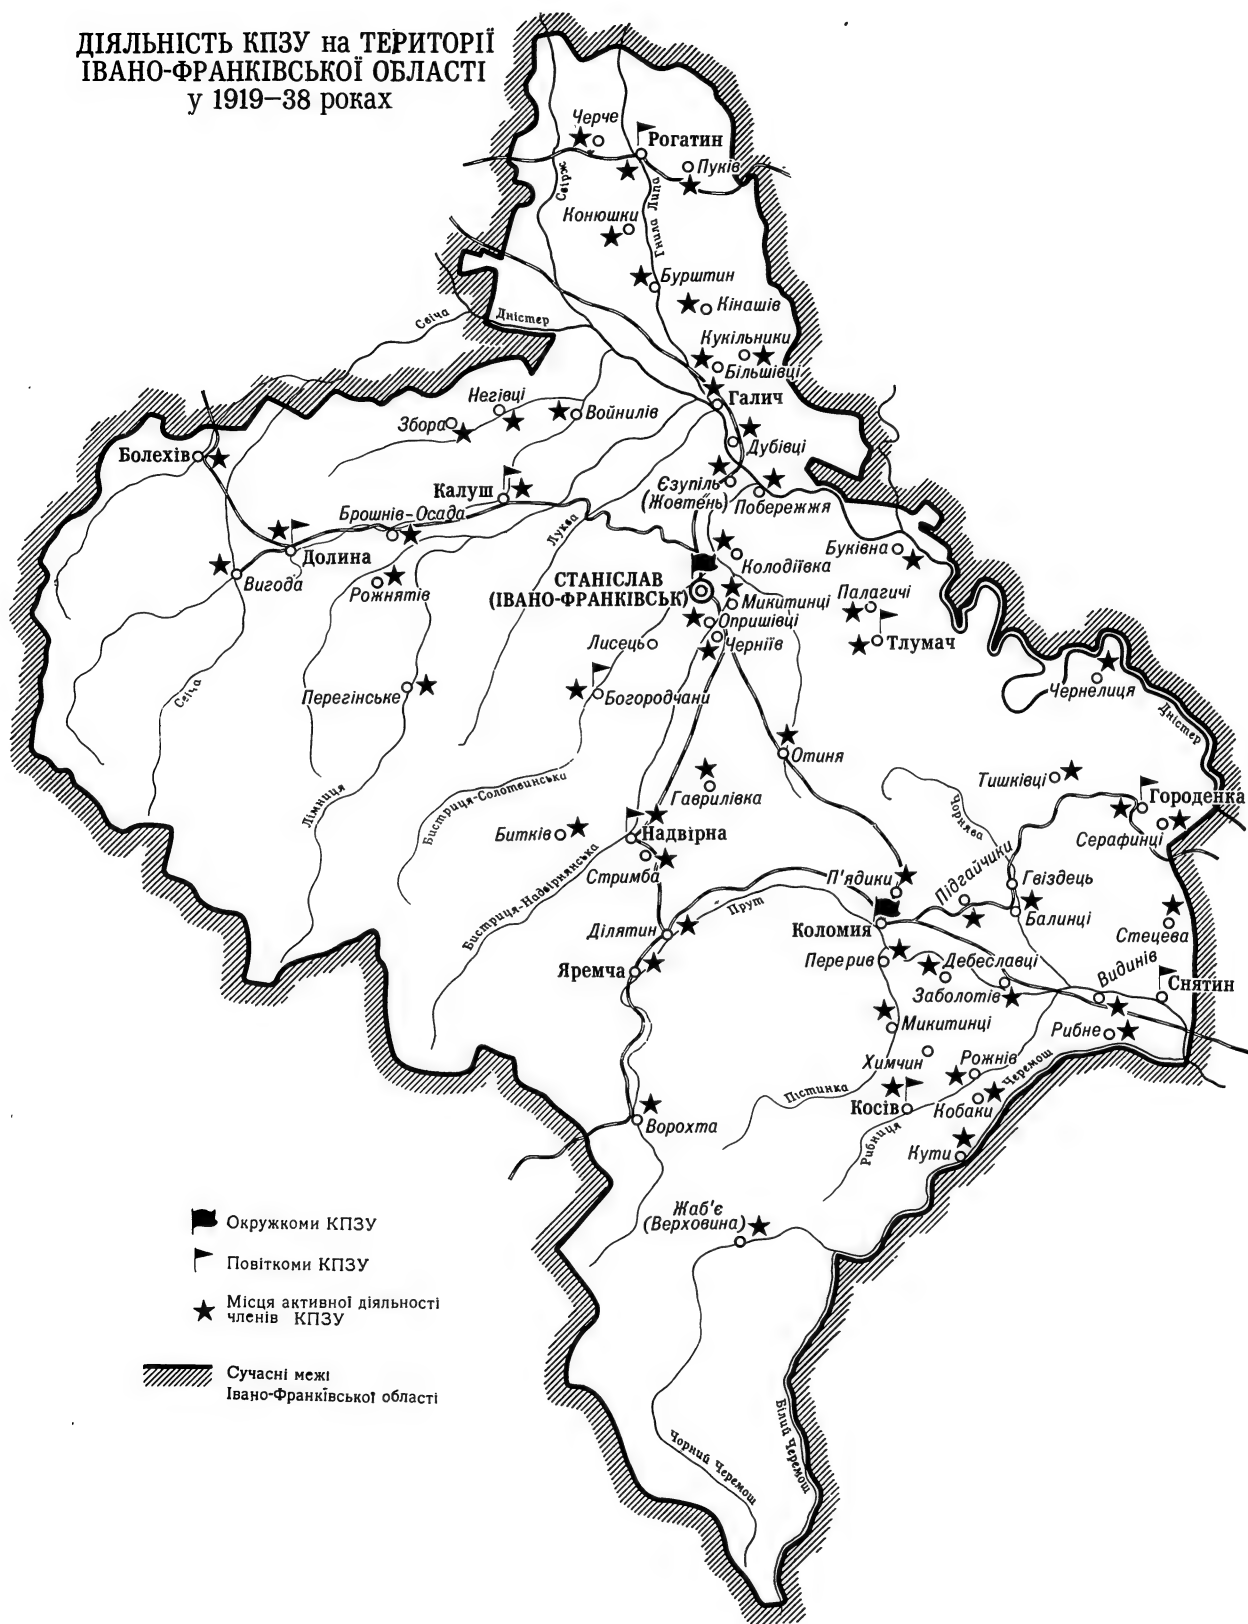 ДІЯЛЬНІСТЬ КПЗУ на ТЕРИТОРІЇ
ІВАНО-ФРАНКІВСЬКОЇ ОБЛАСТІ
у 1919–38 роках
Черче
Рогатин
Пуків
Свірж
Гнила Липа
Конюшки
Бурштин
Кінашів
Свіча
Дністер
Кукільники
Більшівці
Негівці
Галич
Збора
Войнилів
Дубівці
Болехів
Калуш
Єзупіль
(Жовтень)
Побережжя
Брошнів-Осада
Луква
Буківна
Долина
Колодіївка
Вигода
Рожнятів
СТАНІСЛАВ
(ІВАНО-ФРАНКІВСЬК)
Микитинці
Палагичі
Опришівці
Лисець
Черніїв
Тлумач
Свіча
Перегінське
Богородчани
Чернелиця
Дністер
Отиня
Тишківці
Лімниця
Бистриця-Солотвинська
Гаврилівка
Чорнява
Городенка
Битків
Надвірна
Серафинці
Стримба
Бистриця-Надвірнянська
П'ядики
Підгайчики
Гвіздець
Прут
Балинці
Ділятин
Коломия
Стецева
Яремча
Перерив
Дебеславці
Видинів
Снятин
Заболотів
Микитинці
Рибне
Химчин
Рожнів
Черемош
Пістинка
Косів
Кобаки
Ворохта
Рибниця
Кути
Жаб'є
(Верховина)
Окружкоми КПЗУ
Повіткоми КПЗУ
Місця активної діяльності
членів КПЗУ
Сучасні межі
Івано-Франківської області
Чорний Черемош
Білий Черемош